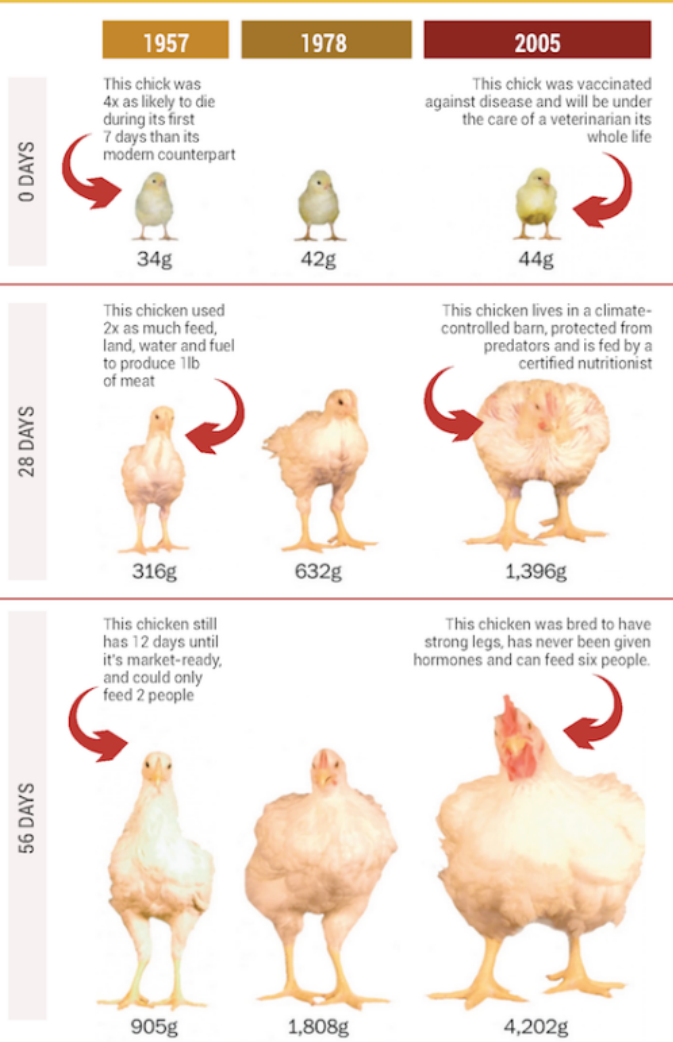 1957
1978
2005
0 DAYS
This chick was
4x as likely to die
during its first
7 days than its
modern counterpart
This chick was vaccinated
against disease and will be under
the care of a veterinarian its
whole life
34g
42g
44g
28 DAYS
This chicken used
2x as much feed,
land, water and fuel
to produce 1lb
of meat
This chicken lives in a climate-
controlled barn, protected from
predators and is fed by a
certified nutritionist
316g
632g
1,396g
56 DAYS
This chicken still
has 12 days until
it's market-ready,
and could only
feed 2 people
This chicken was bred to have
strong legs, has never been given
hormones and can feed six people.
905g
1,808g
4,202g